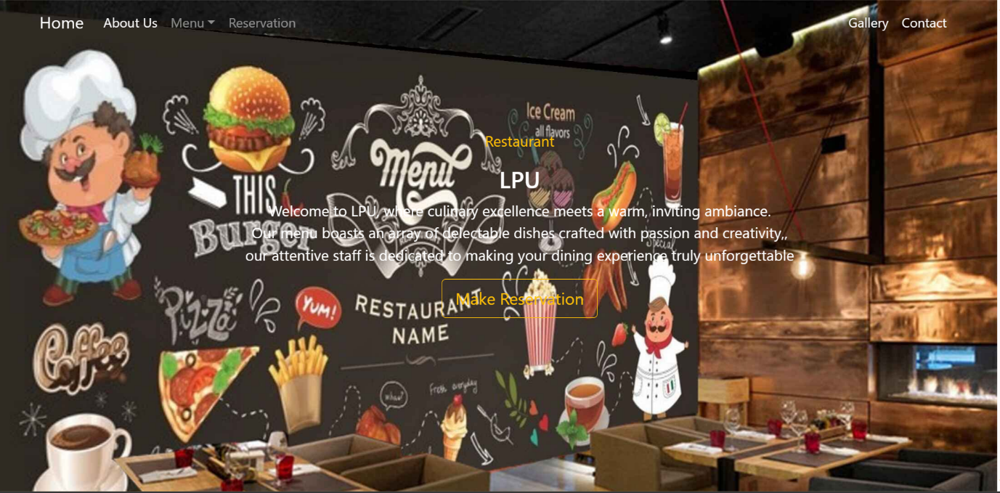 Home About Us Menu Reservation Gallery Contact
Ice Cream
all flavors
Restaurant
Menu
LPU
THIS
Burger
Welcome to LPU, where culinary excellence meets a warm, inviting ambiance.
Our menu boasts an array of delectable dishes crafted with passion and creativity,,
Special
our attentive staff is dedicated to making your dining experience truly unforgettable
Make Reservation
PIZZA
YUM!
RESTAURANT
NAME
Coffee
Fresh everyday